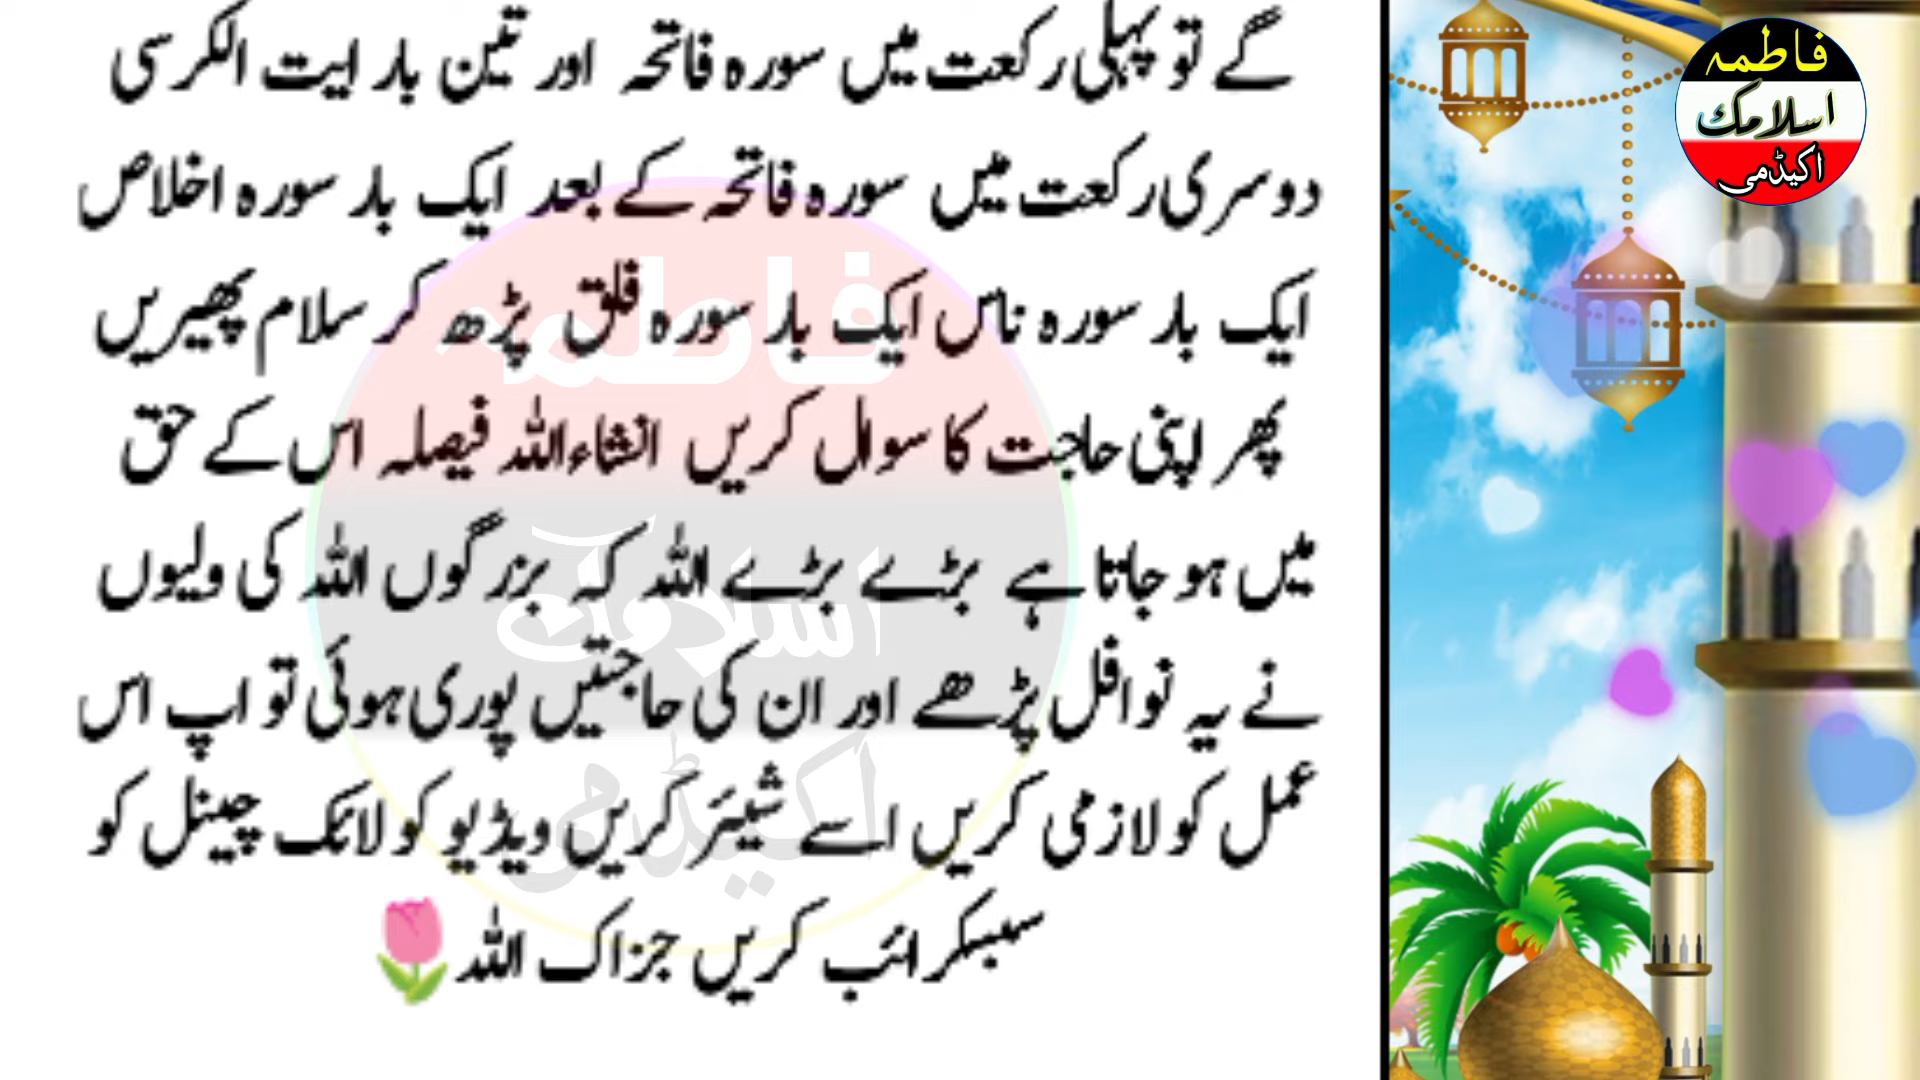 گے تو پہلی رکعت میں سورہ فاتحہ اور تین بار ایت الکرسی
دوسری رکعت میں سورہ فاتحہ کے بعد ایک بار سورہ اخلاص
ایک بار سورہ ناس ایک بار سورہ فلق پڑھ کر سلام پھیریں
پھر اپنی حاجت کا سوال کریں انشاءاللہ فیصلہ اس کے حق
میں ہو جاتا ہے بڑے بڑے اللہ کہ بزرگوں اللہ کی ولیوں
نے یہ نوافل پڑھے اور ان کی حاجتیں پوری ہوئی تو اپ اس
عمل کو لازمی کریں اسے شیئر کریں ویڈیو کو لائک چینل کو
سبسکرائب کریں جزاک اللہ
فاطمہ
اسلامک
اکیڈمی
فاطمہ
اسلامک
اکیڈمی